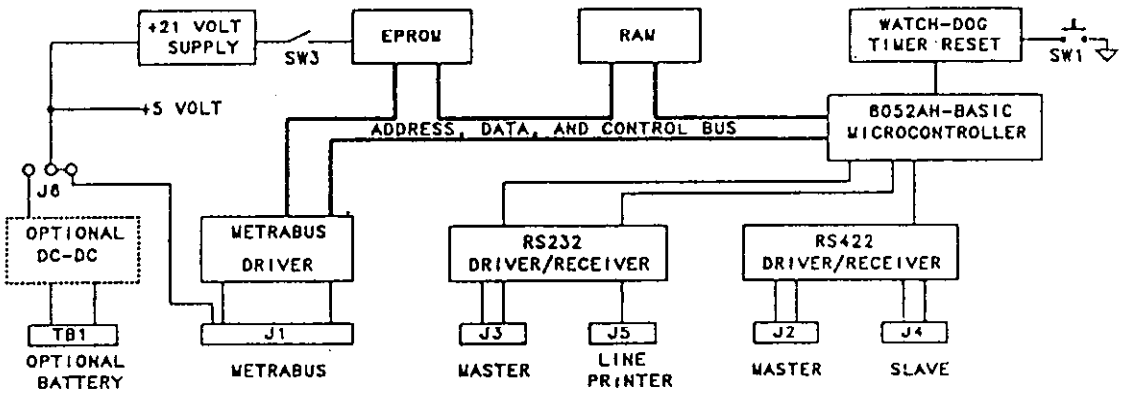 +21 VOLT
SUPPLY
SW3
EPROM
RAM
WATCH-DOG
TIMER RESET
SW1
+5 VOLT
ADDRESS, DATA, AND CONTROL BUS
8052AH-BASIC
MICROCONTROLLER
J6
OPTIONAL
DC-DC
METRABUS
DRIVER
RS232
DRIVER/RECEIVER
RS422
DRIVER/RECEIVER
TB1
J1
J3
J5
J2
J4
OPTIONAL
BATTERY
METRABUS
MASTER
LINE
PRINTER
MASTER
SLAVE